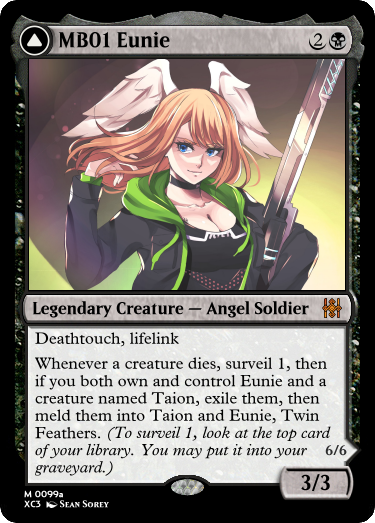 MB01 Eunie 2
Legendary Creature — Angel Soldier
Deathtouch, lifelink
Whenever a creature dies, surveil 1, then
if you both own and control Eunie and a
creature named Taion, exile them, then
meld them into Taion and Eunie, Twin
Feathers. (To surveil 1, look at the top card
of your library. You may put it into your
graveyard.)
6/6
3/3
M 0099a
XC3 Sean Sorey